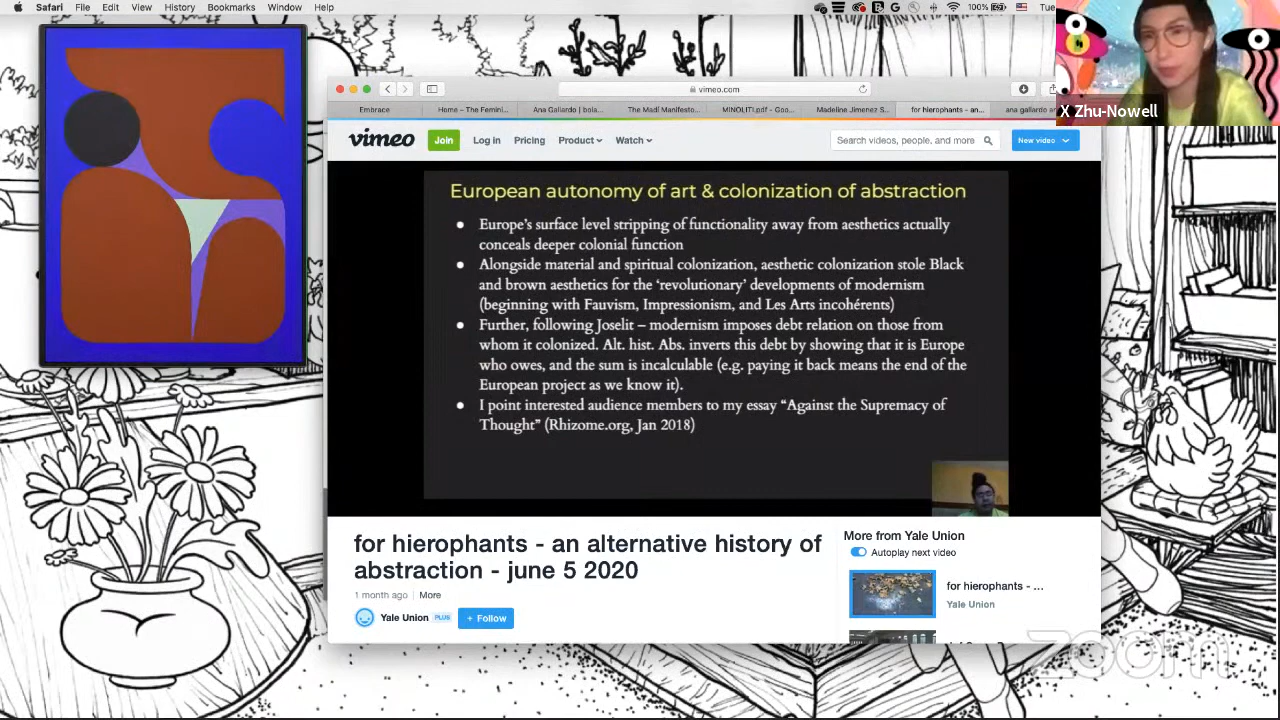 Safari File Edit View History Bookmarks Window Help
100% Tue
X Zhu-Nowell
vimeo.com
Embrace Home – The Femini... Ana Gallardo | bola... The Madí Manifesto... MINOLITI.pdf - Goo... Madeline Jimenez S... for hierophants - an... ana gallardo ar
vimeo Join Log in Pricing Product Watch Search videos, people, and more New video
European autonomy of art & colonization of abstraction
● Europe's surface level stripping of functionality away from aesthetics actually
conceals deeper colonial function
● Alongside material and spiritual colonization, aesthetic colonization stole Black
and brown aesthetics for the 'revolutionary' developments of modernism
(beginning with Fauvism, Impressionism, and Les Arts incohérents)
● Further, following Joselit – modernism imposes debt relation on those from
whom it colonized. Alt. hist. Abs. inverts this debt by showing that it is Europe
who owes, and the sum is incalculable (e.g. paying it back means the end of the
European project as we know it).
● I point interested audience members to my essay “Against the Supremacy of
Thought” (Rhizome.org, Jan 2018)
for hierophants - an alternative history of
abstraction - june 5 2020
1 month ago More
Yale Union PLUS + Follow
More from Yale Union
Autoplay next video
for hierophants - ...
Yale Union
zoom